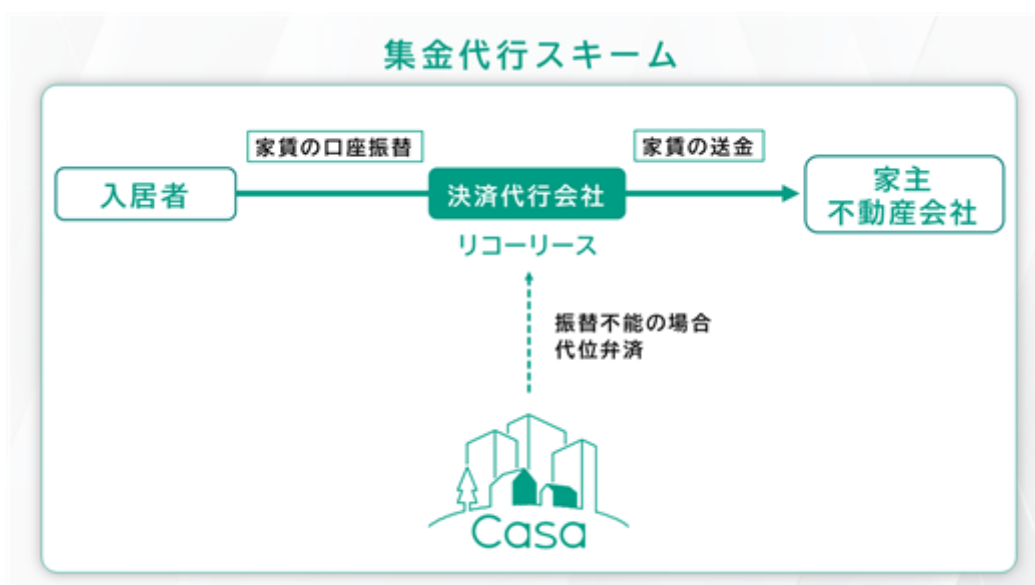 集金代行スキーム
家賃の口座振替
家賃の送金
入居者
決済代行会社
家主
不動産会社
リコーリース
振替不能の場合
代位弁済
Casa